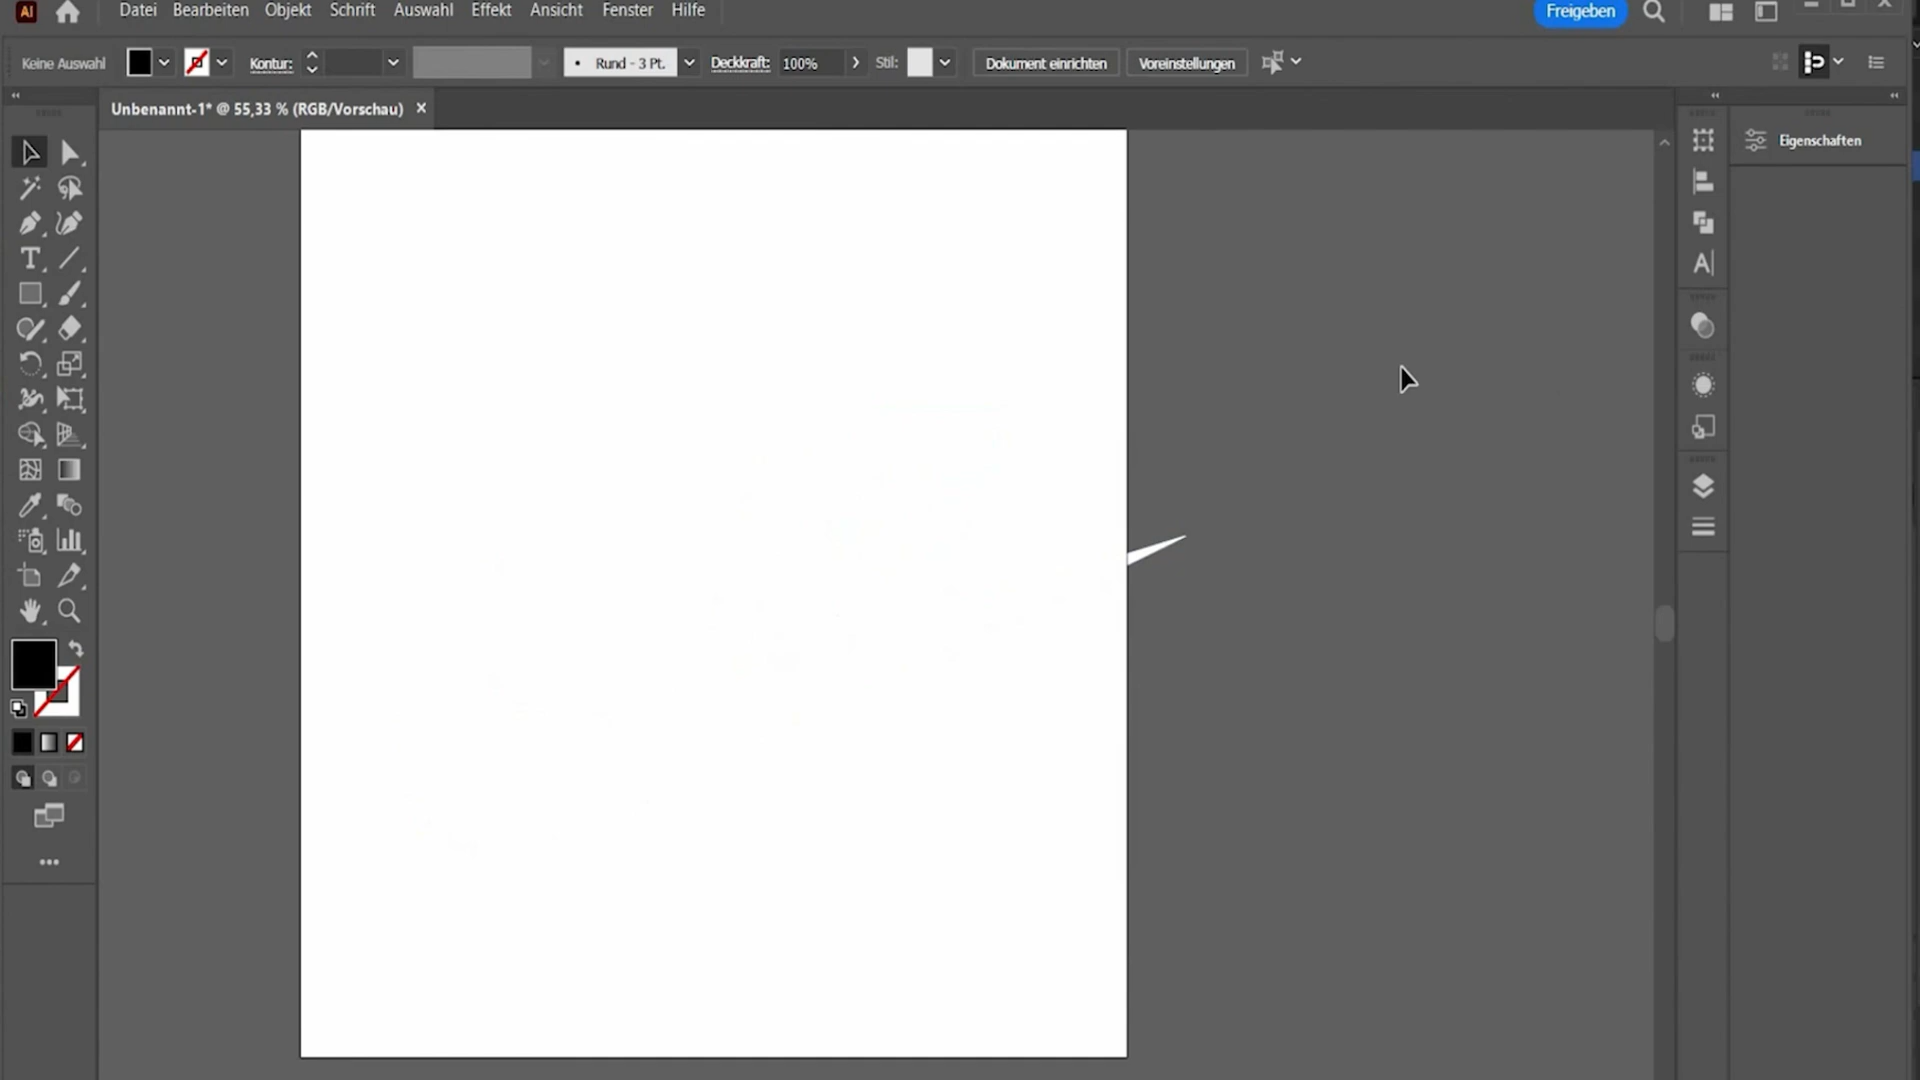 Ai Datei Bearbeiten Objekt Schrift Auswahl Effekt Ansicht Fenster Hilfe Freigeben
Keine Auswahl Kontur: Rund - 3 Pt. Deckkraft: 100% Stil: Dokument einrichten Voreinstellungen
Unbenannt-1* @ 55,33 % (RGB/Vorschau) ×
Eigenschaften